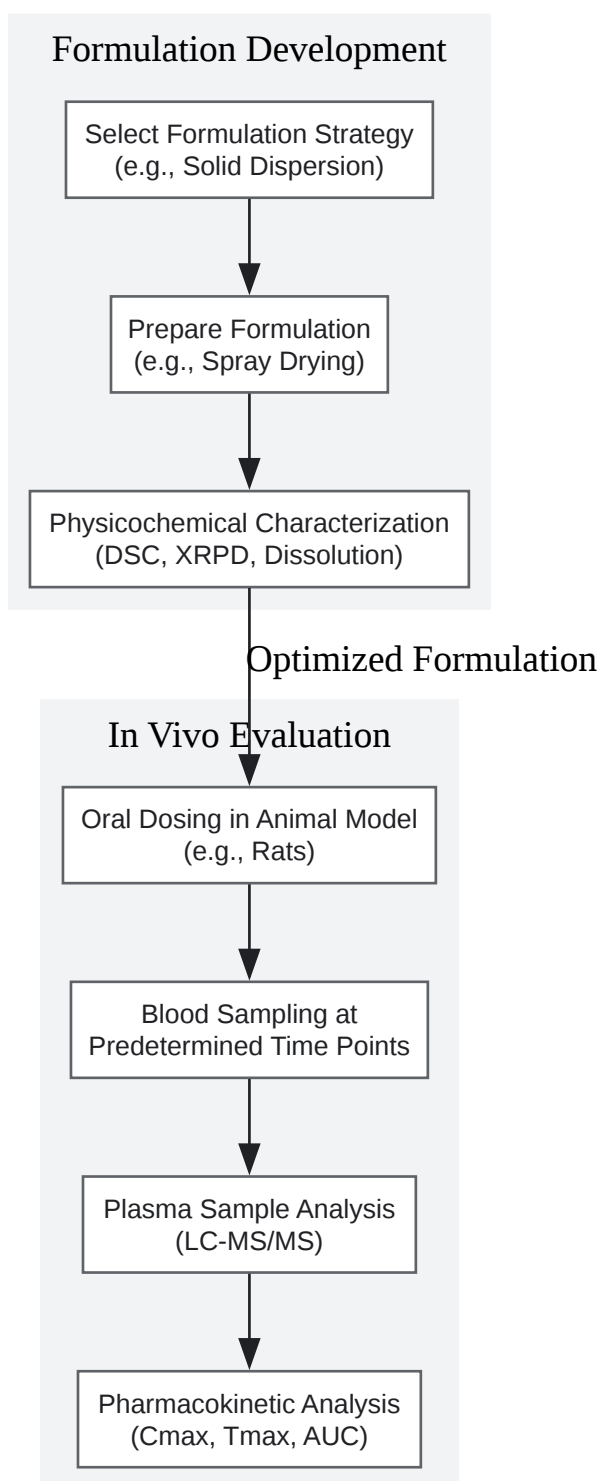 Formulation Development
Select Formulation Strategy
(e.g., Solid Dispersion)
Prepare Formulation
(e.g., Spray Drying)
Physicochemical Characterization
(DSC, XRPD, Dissolution)
Optimized Formulation
In Vivo Evaluation
Oral Dosing in Animal Model
(e.g., Rats)
Blood Sampling at
Predetermined Time Points
Plasma Sample Analysis
(LC-MS/MS)
Pharmacokinetic Analysis
(Cmax, Tmax, AUC)